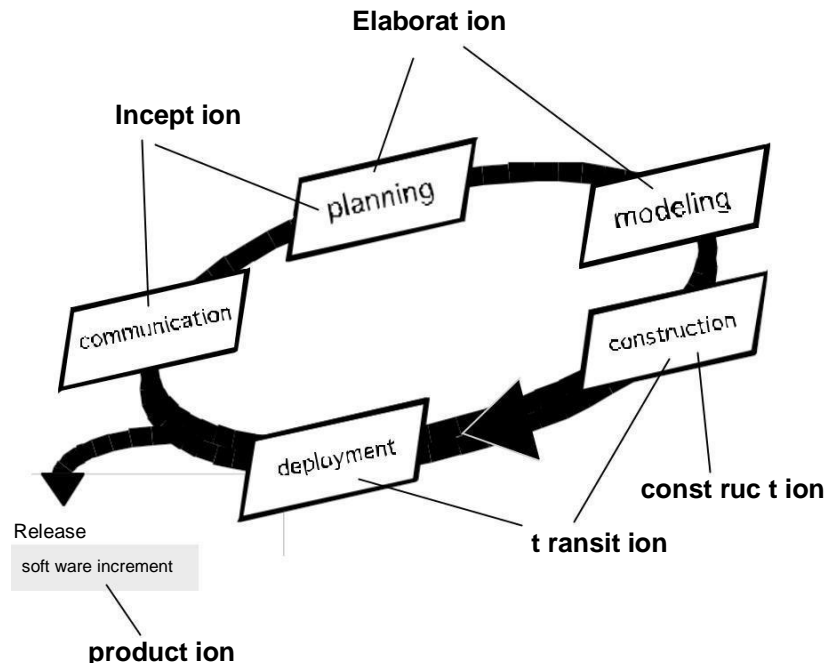 Elaborat ion
Incept ion
planning
modeling
communication
construction
deployment
const ruc t ion
t ransit ion
Release
soft ware increment
product ion